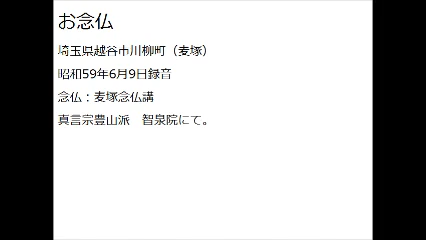 お念仏
埼玉県越谷市川柳町（麦塚）
昭和59年6月9日録音
念仏：麦塚念仏講
真言宗豊山派　智泉院にて。